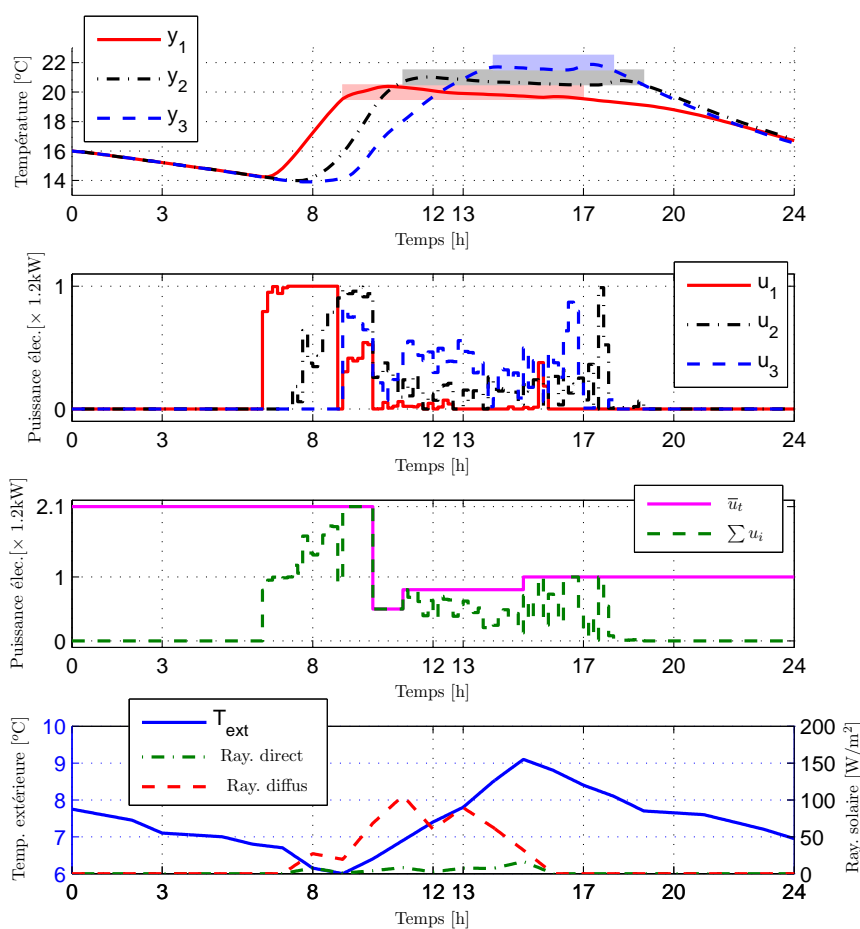 y1
y2
y3
Température [°C]
22
20
18
16
14
0 3 8 12 13 17 20 24
Temps [h]
u1
u2
u3
Puissance élec.[× 1.2kW]
1
0
0 3 8 12 13 17 20 24
Temps [h]
u̅t
∑ ui
Puissance élec.[× 1.2kW]
2.1
1
0
0 3 8 12 13 17 20 24
Temps [h]
Text
Ray. direct
Ray. diffus
Temp. extérieure [°C]
10
9
8
7
6
200
150
100
50
0
Ray. solaire [W/m²]
0 3 8 12 13 17 20 24
Temps [h]